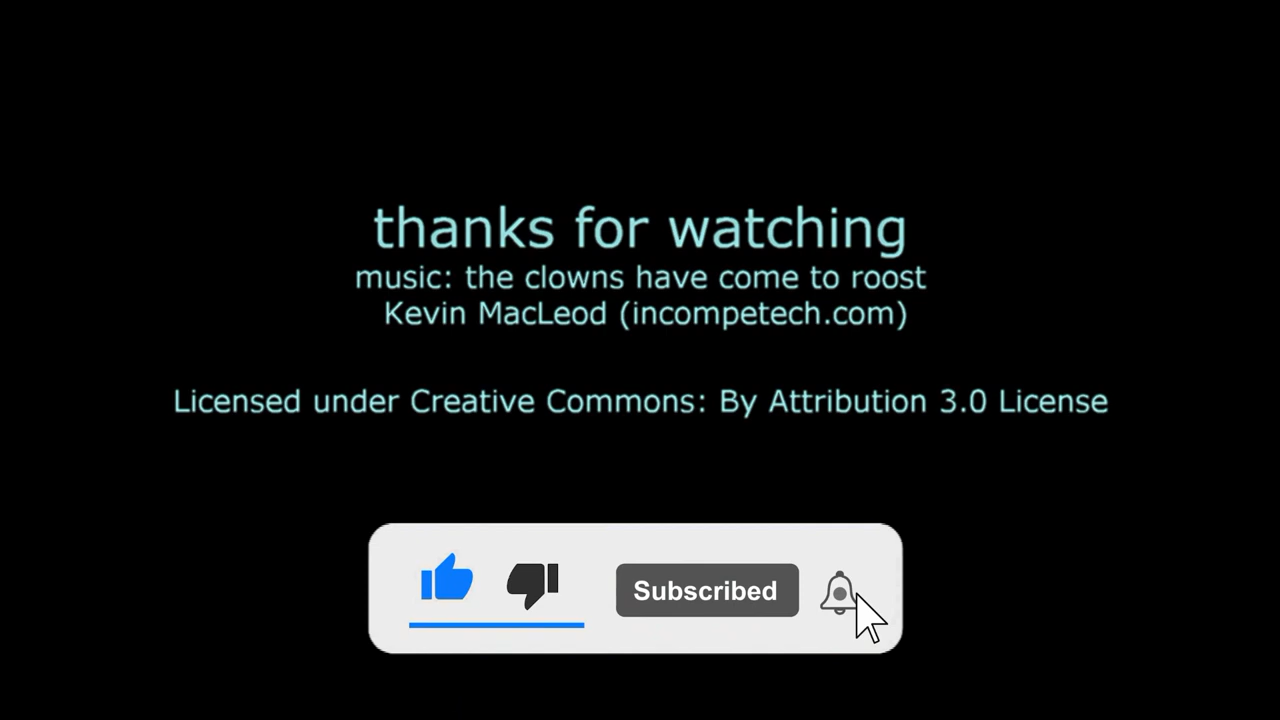 thanks for watching
music: the clowns have come to roost
Kevin MacLeod (incompetech.com)
Licensed under Creative Commons: By Attribution 3.0 License
Subscribed